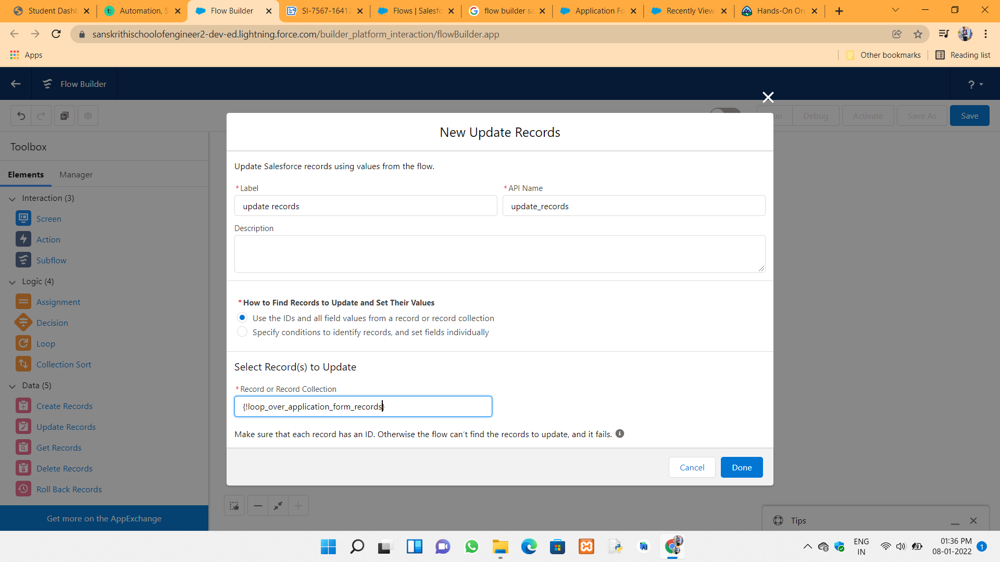 Student Dashb
Automation, S
Flow Builder
SI-7567-16412
Flows | Salesfo
flow builder sa
Application Fo
Recently View
Hands-On Org
sanskrithischoolofengineer2-dev-ed.lightning.force.com/builder_platform_interaction/flowBuilder.app
Apps
Other bookmarks
Reading list
Flow Builder
?
un
Debug
Activate
Save As
Save
Toolbox
Elements
Manager
Interaction (3)
Screen
Action
Subflow
Logic (4)
Assignment
Decision
Loop
Collection Sort
Data (5)
Create Records
Update Records
Get Records
Delete Records
Roll Back Records
Get more on the AppExchange
New Update Records
Update Salesforce records using values from the flow.
*Label
update records
*API Name
update_records
Description
*How to Find Records to Update and Set Their Values
Use the IDs and all field values from a record or record collection
Specify conditions to identify records, and set fields individually
Select Record(s) to Update
*Record or Record Collection
{!loop_over_application_form_records}
Make sure that each record has an ID. Otherwise the flow can't find the records to update, and it fails.
Cancel
Done
Tips
ENG
IN
01:36 PM
08-01-2022
1